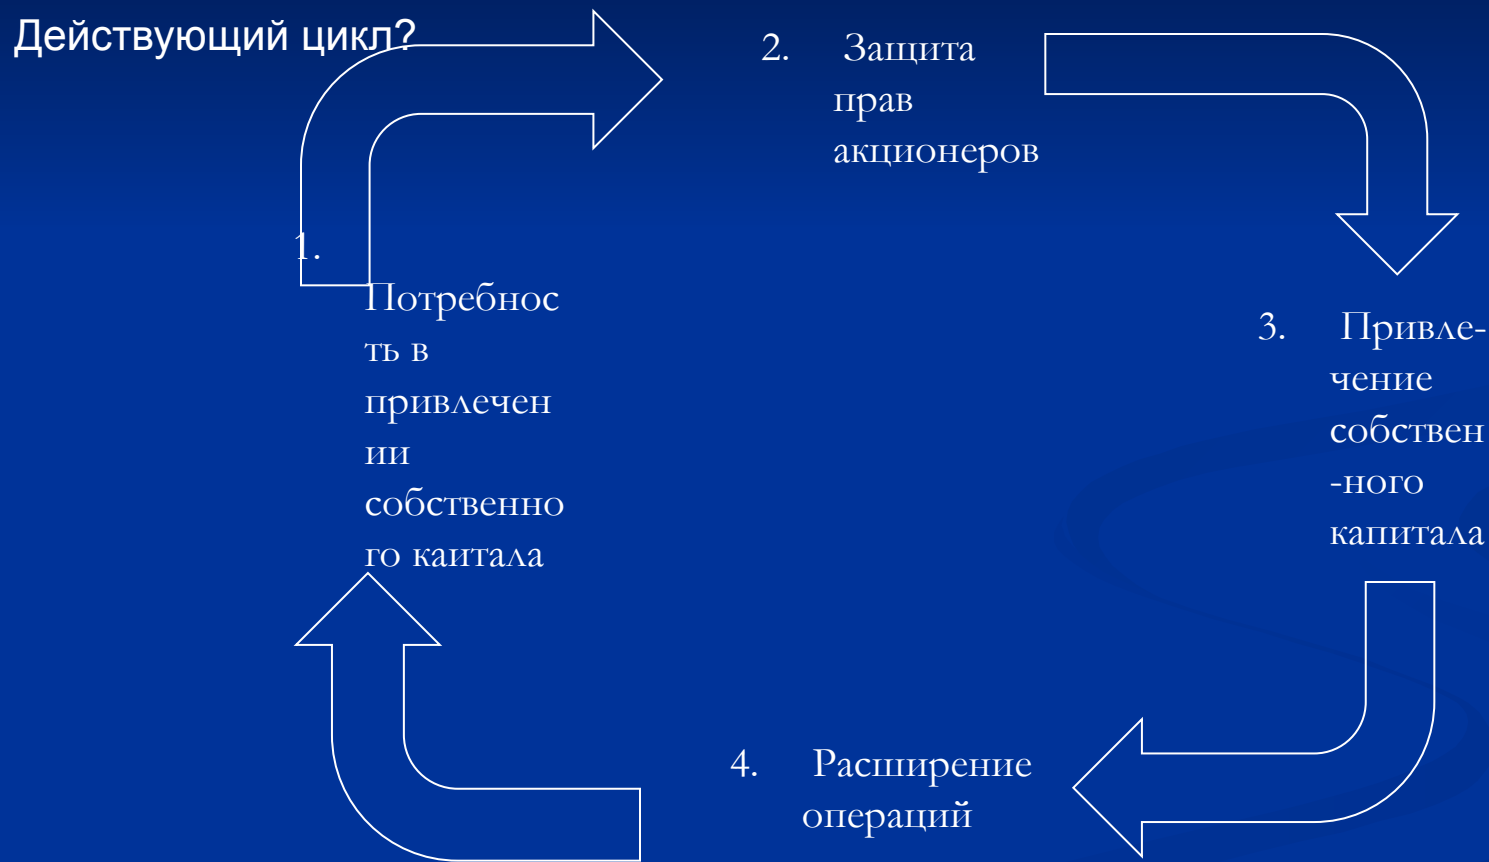 Действующий цикл?
1.
Потребнос
ть в
привлечен
ии
собственно
го каитала
2. Защита
прав
акционеров
3. Привле-
чение
собствен
-ного
капитала
4. Расширение
операций